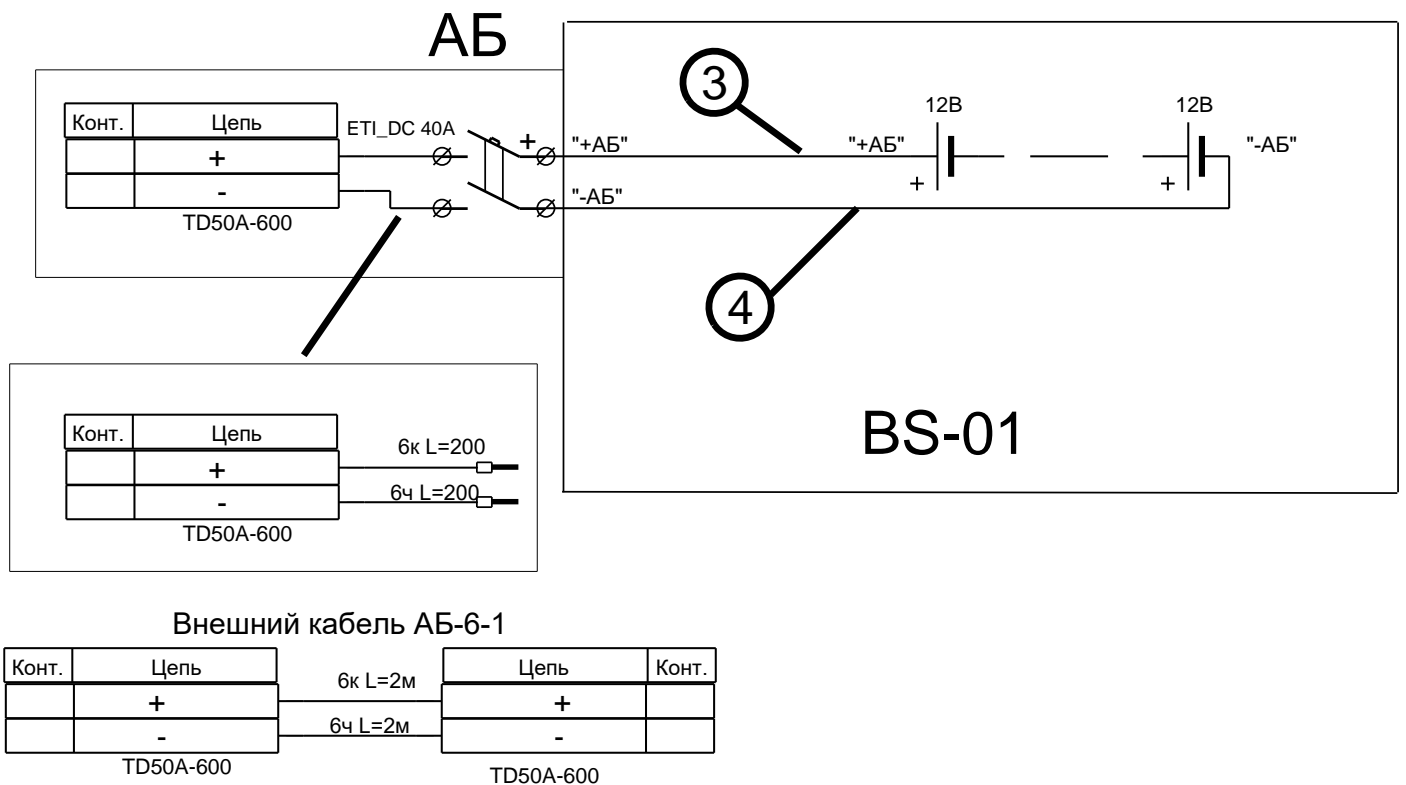 АБ
3
12В
12В
Конт. Цепь
ETI_DC 40A
+
"+АБ"
"+АБ"
"-АБ"
+
+
+
-
"-АБ"
TD50A-600
4
Конт. Цепь
6к L=200
+
6ч L=200
-
TD50A-600
BS-01
Внешний кабель АБ-6-1
Конт. Цепь
6к L=2м
Цепь Конт.
+
+
6ч L=2м
-
-
TD50A-600
TD50A-600